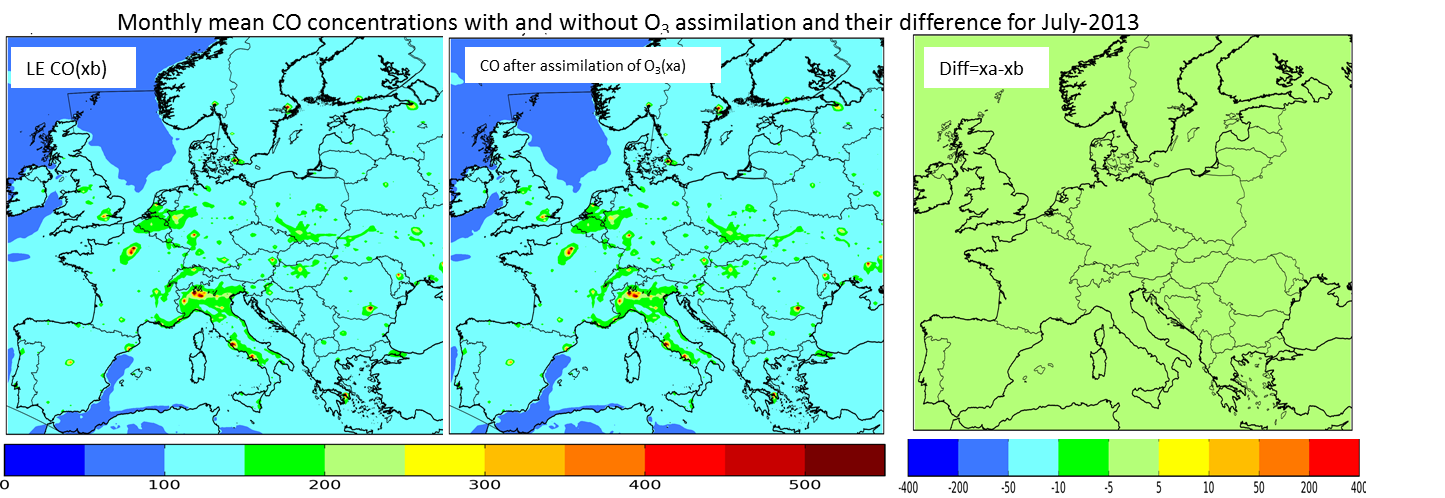 Monthly mean CO concentrations with and without O₃ assimilation and their difference for July-2013
LE CO(xb)
CO after assimilation of O₃(xa)
Diff=xa-xb
0 100 200 300 400 500
-400 -200 -50 -10 -5 5 10 50 200 400